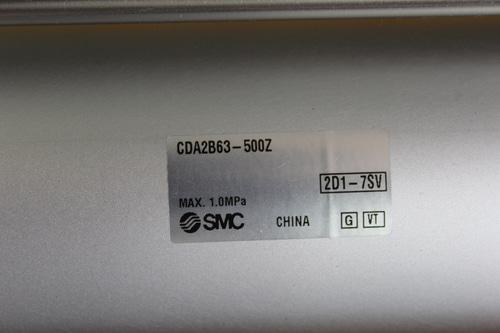 CDA2B63-500Z
2D1-7SV
MAX. 1.0MPa
SMC CHINA G VT